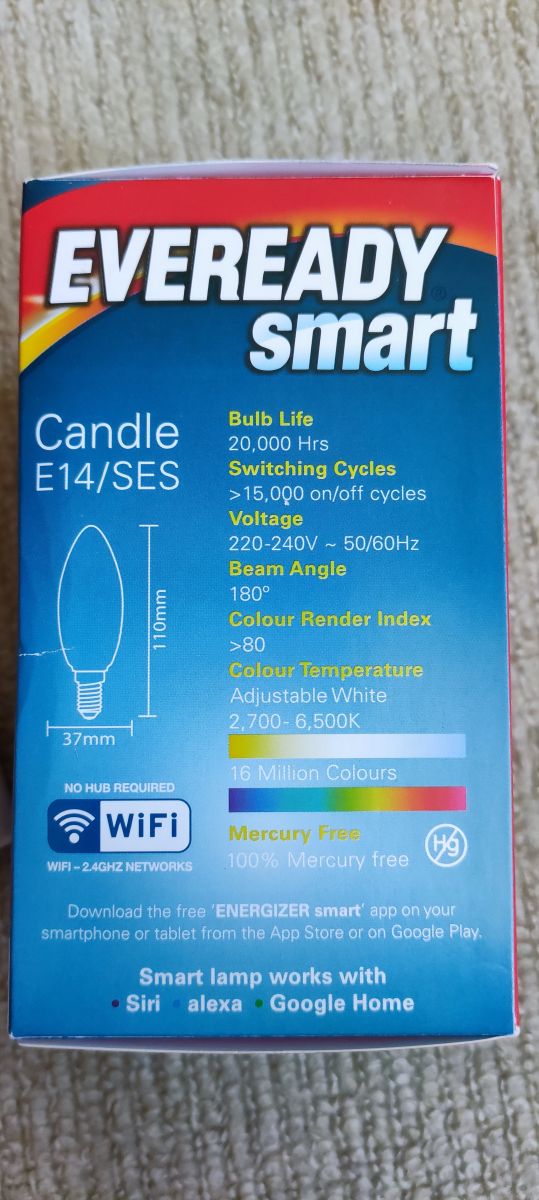 EVEREADY®
smart
Candle
E14/SES
110mm
37mm
NO HUB REQUIRED
WiFi
WIFI – 2.4GHZ NETWORKS
Bulb Life
20,000 Hrs
Switching Cycles
>15,000 on/off cycles
Voltage
220-240V ~ 50/60Hz
Beam Angle
180°
Colour Render Index
>80
Colour Temperature
Adjustable White
2,700- 6,500K
16 Million Colours
Mercury Free
100% Mercury free
Hg
Download the free ‘ENERGIZER smart’ app on your
smartphone or tablet from the App Store or on Google Play.
Smart lamp works with
• Siri • alexa • Google Home